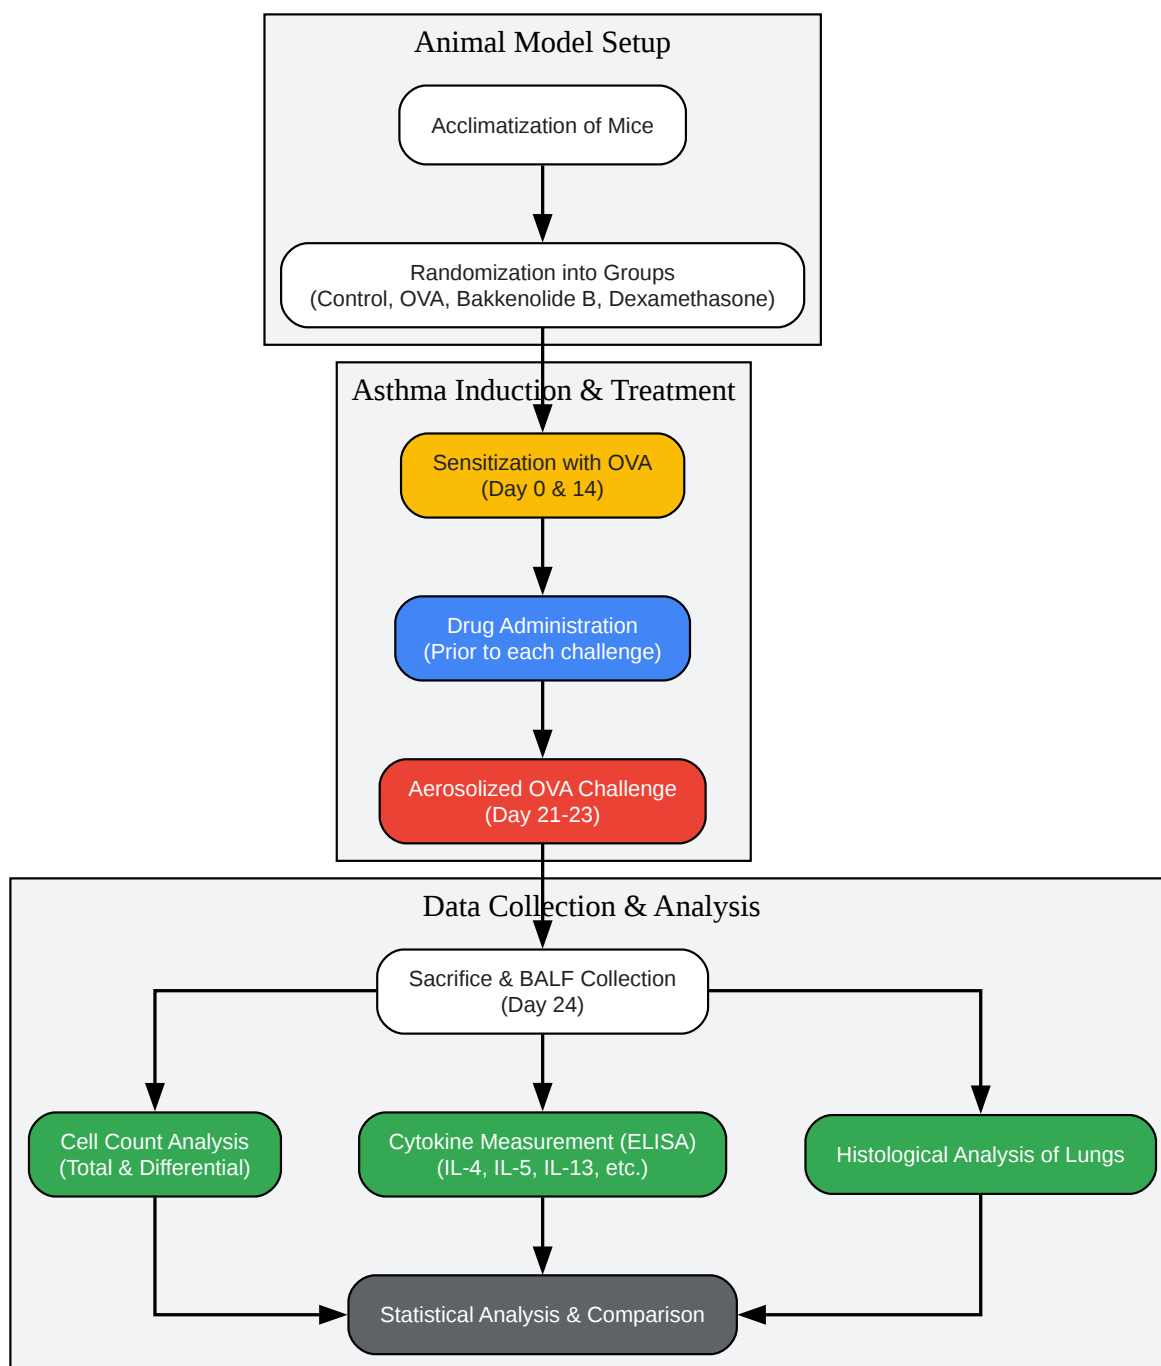 Animal Model Setup
Acclimatization of Mice
Randomization into Groups
(Control, OVA, Bakkenolide B, Dexamethasone)
Asthma Induction & Treatment
Sensitization with OVA
(Day 0 & 14)
Drug Administration
(Prior to each challenge)
Aerosolized OVA Challenge
(Day 21-23)
Data Collection & Analysis
Sacrifice & BALF Collection
(Day 24)
Cell Count Analysis
(Total & Differential)
Cytokine Measurement (ELISA)
(IL-4, IL-5, IL-13, etc.)
Histological Analysis of Lungs
Statistical Analysis & Comparison